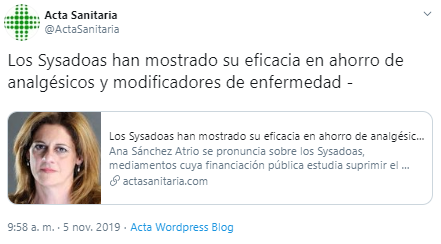 Acta Sanitaria
@ActaSanitaria
Los Sysadoas han mostrado su eficacia en ahorro de
analgésicos y modificadores de enfermedad -
Los Sysadoas han mostrado su eficacia en ahorro de analgésic...
Ana Sánchez Atrio se pronuncia sobre los Sysadoas,
mediamentos cuya financiación pública estudia suprimir el ...
actasanitaria.com
9:58 a. m. · 5 nov. 2019 · Acta Wordpress Blog